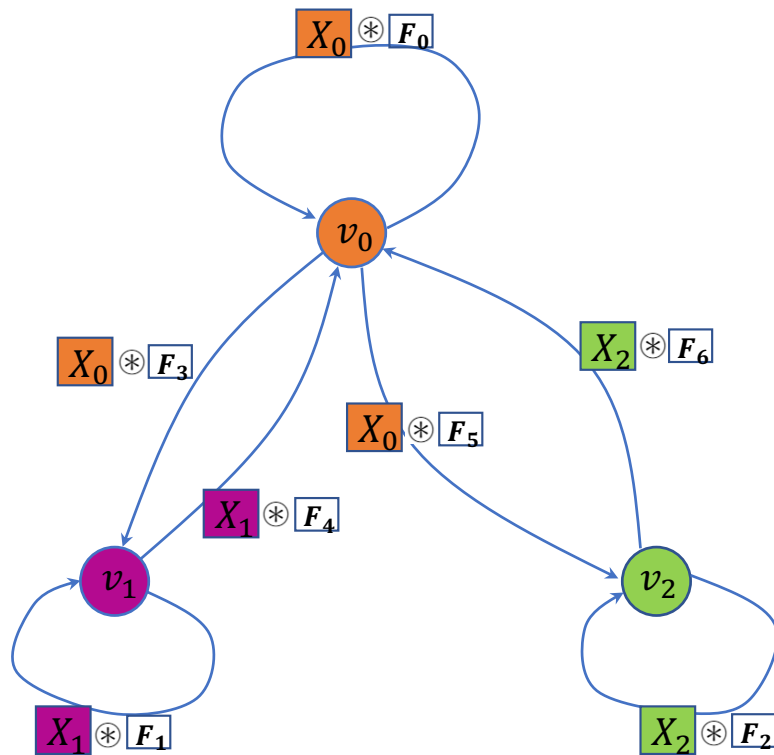 X₀ ⊛ F₀
v₀
X₂ ⊛ F₆
X₀ ⊛ F₃
X₀ ⊛ F₅
X₁ ⊛ F₄
v₁
v₂
X₁ ⊛ F₁
X₂ ⊛ F₂